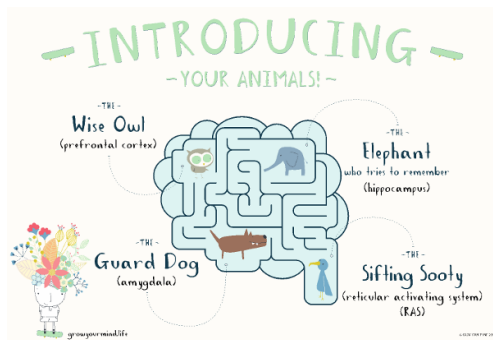 INTRODUCING
~YOUR ANIMALS!~
-THE-
Wise Owl
(prefrontal cortex)
-THE-
Elephant
who tries to remember
(hippocampus)
-THE-
Guard Dog
(amygdala)
-THE-
Sifting Sooty
(reticular activating system)
(RAS)
growyourmind.life